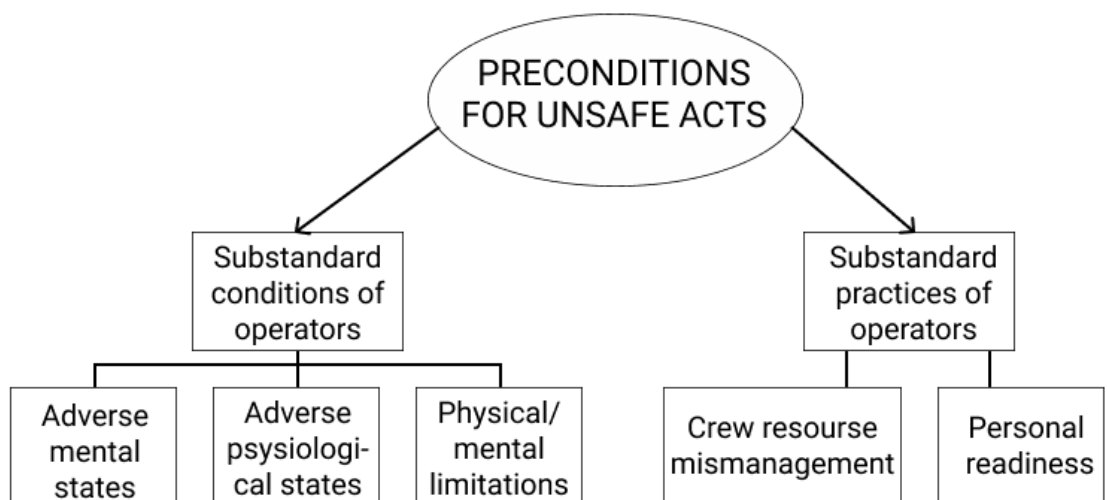 PRECONDITIONS
FOR UNSAFE ACTS
Substandard
conditions of
operators
Substandard
practices of
operators
Adverse
mental
states
Adverse
psysiologi-
cal states
Physical/
mental
limitations
Crew resourse
mismanagement
Personal
readiness